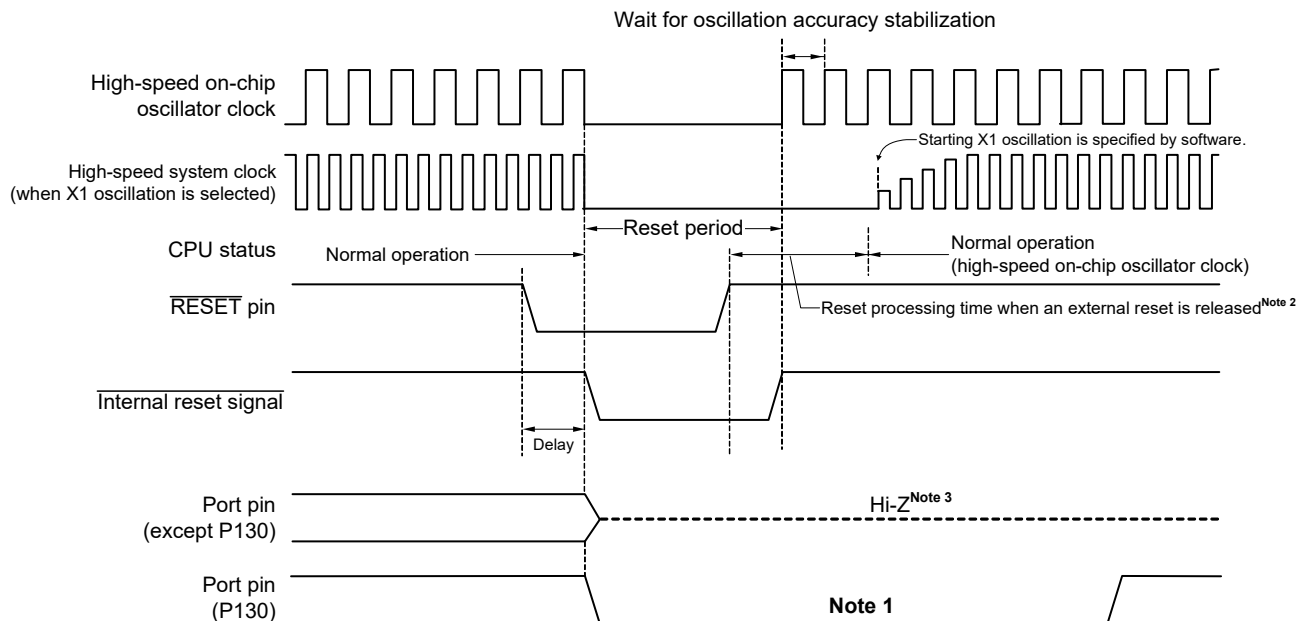 Wait for oscillation accuracy stabilization
High-speed on-chip
oscillator clock
Starting X1 oscillation is specified by software.
High-speed system clock
(when X1 oscillation is selected)
Reset period
CPU status
Normal operation
Normal operation
(high-speed on-chip oscillator clock)
RESET pin
Reset processing time when an external reset is released Note 2
Internal reset signal
Delay
Port pin
(except P130)
Hi-Z Note 3
Port pin
(P130)
Note 1